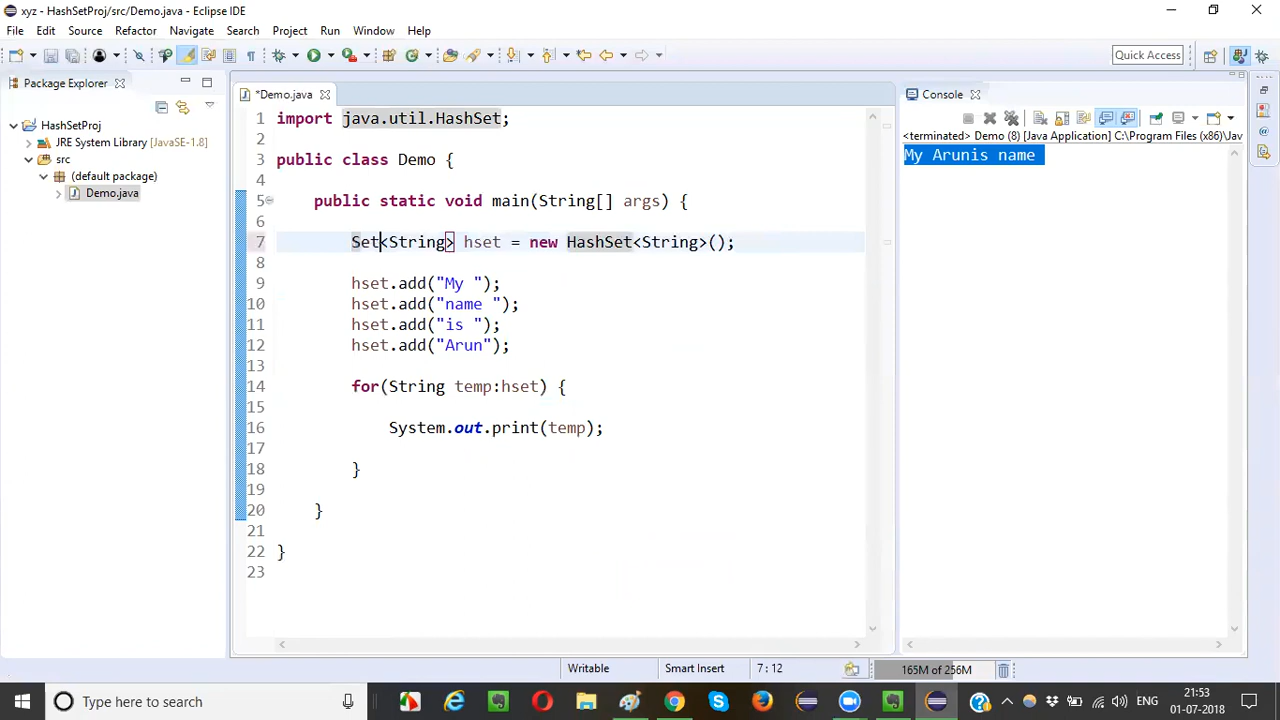 xyz - HashSetProj/src/Demo.java - Eclipse IDE
File Edit Source Refactor Navigate Search Project Run Window Help
Quick Access
Package Explorer
HashSetProj
JRE System Library [JavaSE-1.8]
src
(default package)
Demo.java
*Demo.java
1 import java.util.HashSet;
2
3 public class Demo {
4
5 public static void main(String[] args) {
6
7 Set<String> hset = new HashSet<String>();
8
9 hset.add("My ");
10 hset.add("name ");
11 hset.add("is ");
12 hset.add("Arun");
13
14 for(String temp:hset) {
15
16 System.out.print(temp);
17
18 }
19
20 }
21
22 }
23
Console
<terminated> Demo (8) [Java Application] C:\Program Files (x86)\Jav
My Arunis name
Writable Smart Insert 7 : 12 165M of 256M
Type here to search
ENG
21:53
01-07-2018